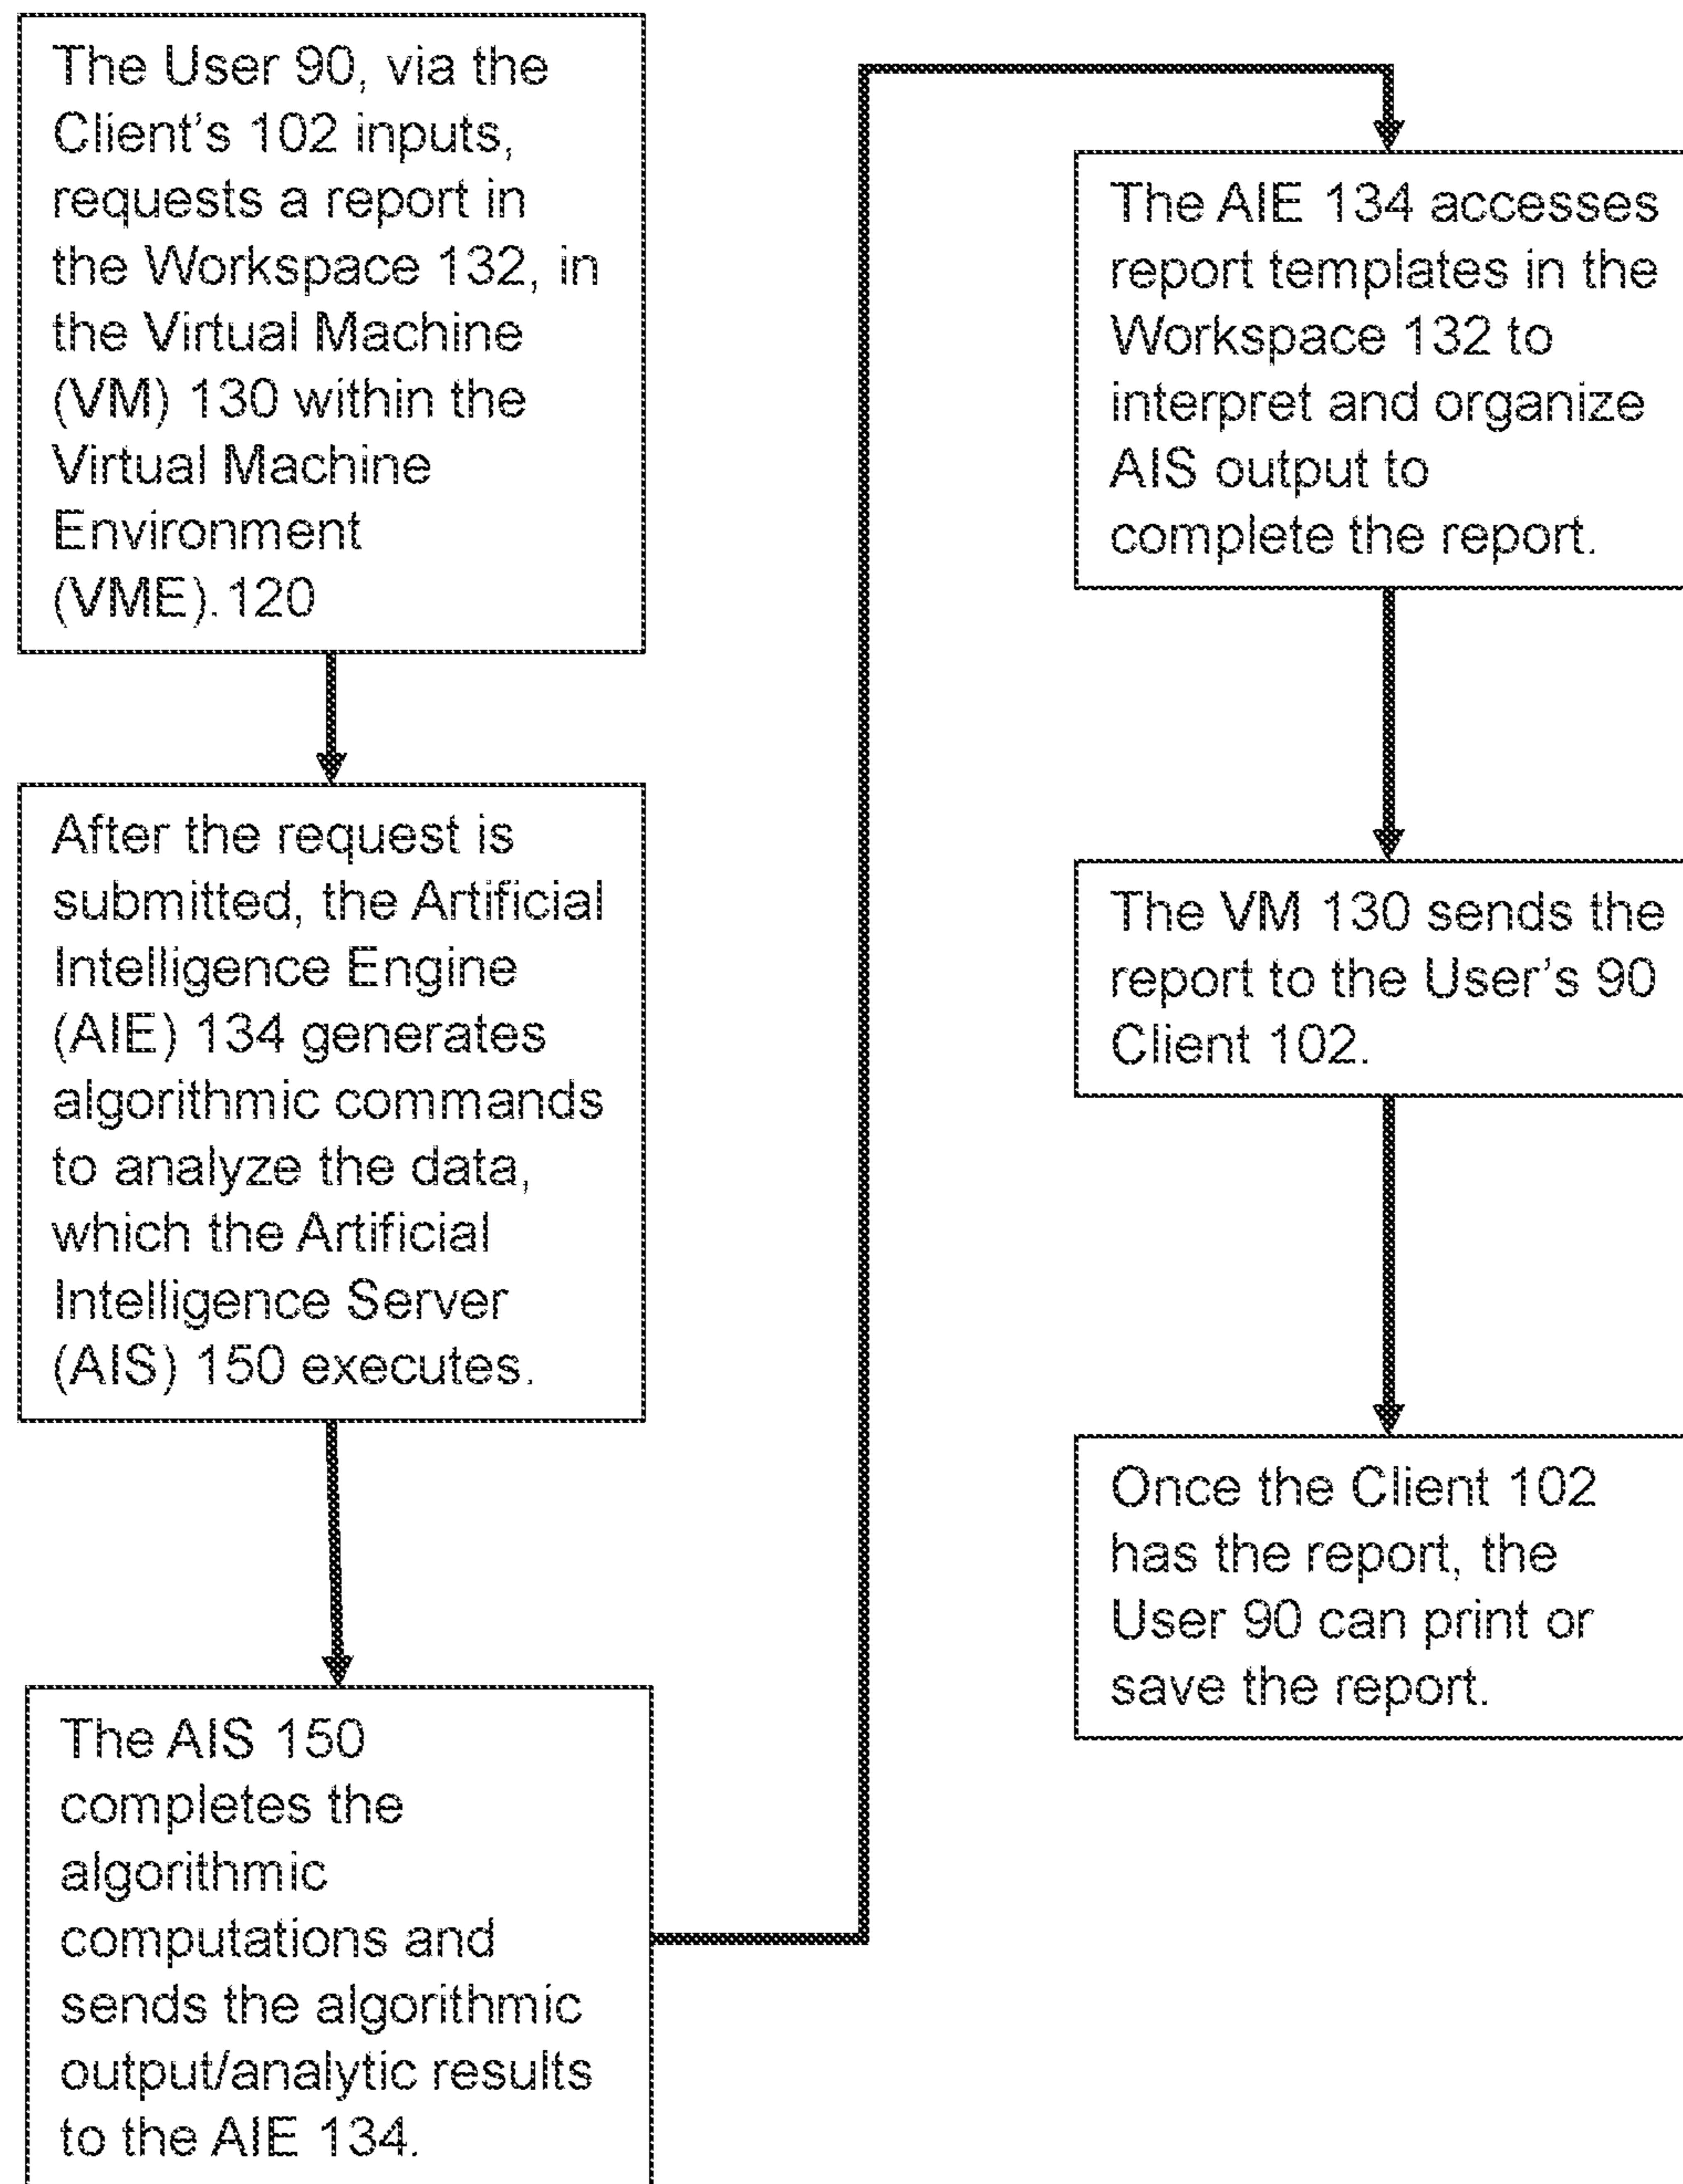 The User 90, via the
Client's 102 inputs,
requests a report in
the Workspace 132, in
the Virtual Machine
(VM) 130 within the
Virtual Machine
Environment
(VME).120
After the request is
submitted, the Artificial
Intelligence Engine
(AIE) 134 generates
algorithmic commands
to analyze the data,
which the Artificial
Intelligence Server
(AIS) 150 executes.
The AIS 150
completes the
algorithmic
computations and
sends the algorithmic
output/analytic results
to the AIE 134.
The AIE 134 accesses
report templates in the
Workspace 132 to
interpret and organize
AIS output to
complete the report.
The VM 130 sends the
report to the User's 90
Client 102.
Once the Client 102
has the report, the
User 90 can print or
save the report.